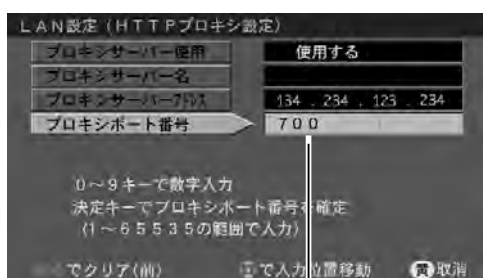 LAN設定(HTTPプロキシ設定)
プロキシサーバー使用 使用する
プロキシサーバー名
プロキシサーバーアドレス 134 . 234 . 123 . 234
プロキシポート番号 700
0~9キーで数字入力
決定キーでプロキシポート番号を確定
(1~65535の範囲で入力)
でクリア(前) で入力位置移動 取消